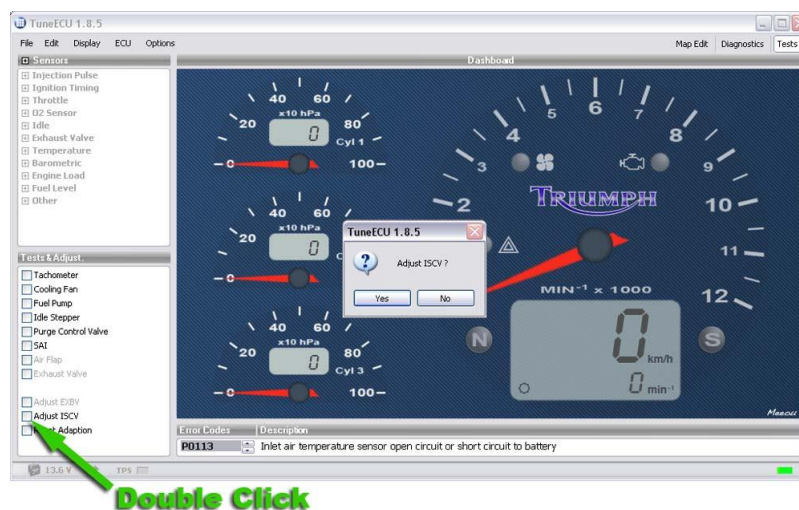 TuneECU 1.8.5
File Edit Display ECU Options Map Edit Diagnostics Tests
Sensors
Injection Pulse
Ignition Timing
Throttle
O2 Sensor
Idle
Exhaust Valve
Temperature
Barometric
Engine Load
Fuel Level
Other
Tests & Adjust.
Tachometer
Cooling Fan
Fuel Pump
Idle Stepper
Purge Control Valve
SAI
Air Flap
Exhaust Valve
Adjust EXBV
Adjust ISCV
Adaption
13.6 V TPS
Double Click
Dashboard
0 20 40 60 80 100
x10 hPa
0
Cyl 1
0 20 40 60
x10 hPa
0
0 20 40 60 80 100
x10 hPa
0
Cyl 3
TuneECU 1.8.5
Adjust ISCV ?
Yes No
2 3 4 5 6 7 8 9 10 11 12
TRIUMPH
MIN-1 x 1000
N S
0 km/h
0 min-1
Error Codes Description
P0113 Inlet air temperature sensor open circuit or short circuit to battery